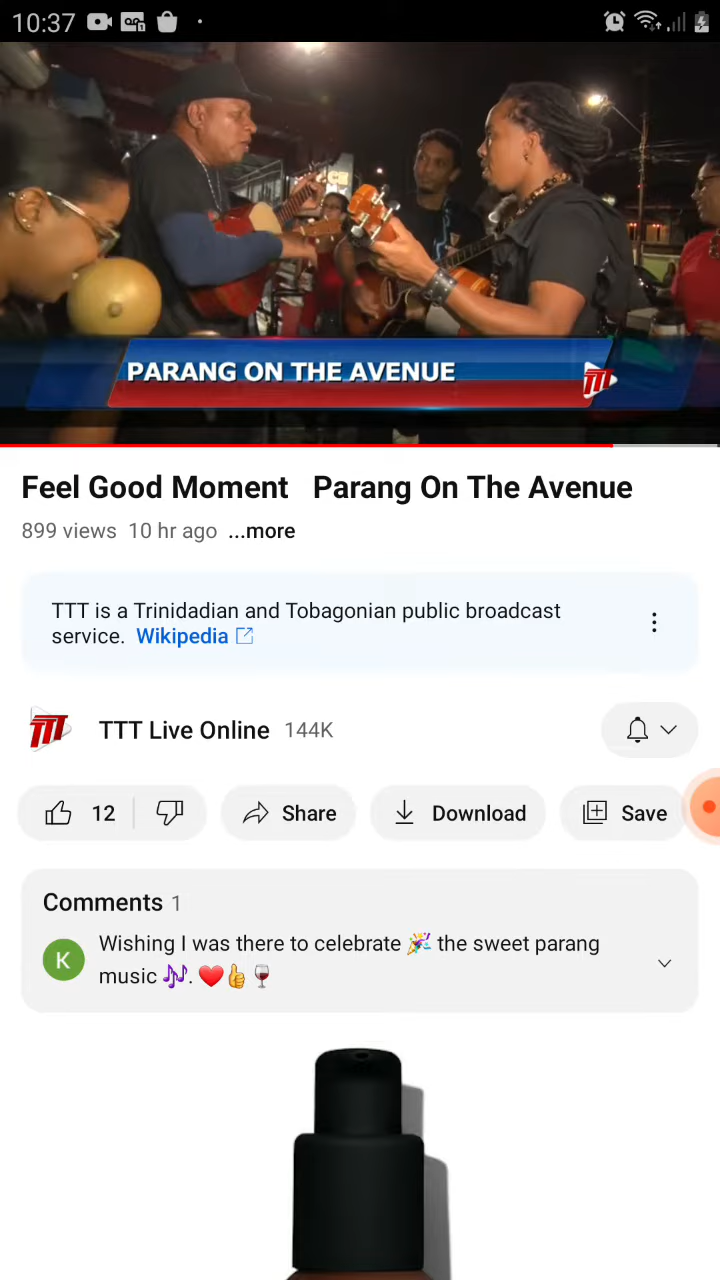 10:37
PARANG ON THE AVENUE
TTT
Feel Good Moment   Parang On The Avenue
899 views  10 hr ago  ...more
TTT is a Trinidadian and Tobagonian public broadcast
service.  Wikipedia
TTT
TTT Live Online  144K
12
Share
Download
Save
Comments 1
K
Wishing I was there to celebrate 🎉 the sweet parang
music 🎶. ❤️👍🍷